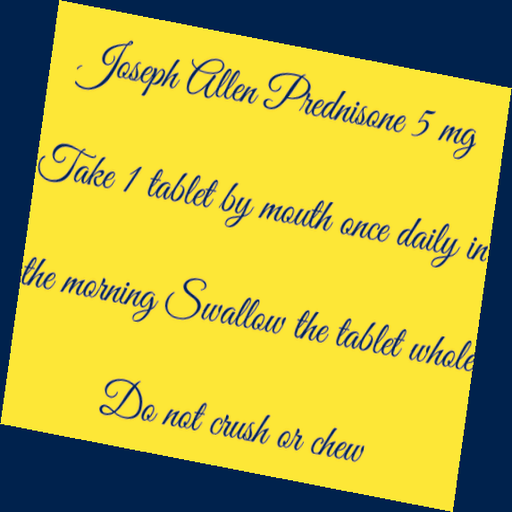 Joseph Allen Prednisone 5 mg
Take 1 tablet by mouth once daily in
the morning Swallow the tablet whole
Do not crush or chew